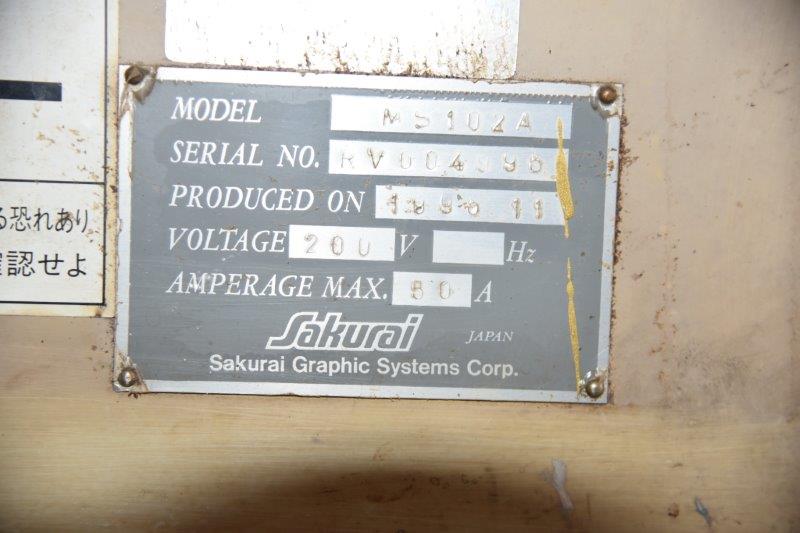 MODEL MS102A
SERIAL NO.
PRODUCED ON
VOLTAGE 200 V Hz
AMPERAGE MAX. A
Sakurai JAPAN
Sakurai Graphic Systems Corp.
る恐れあり
認せよ